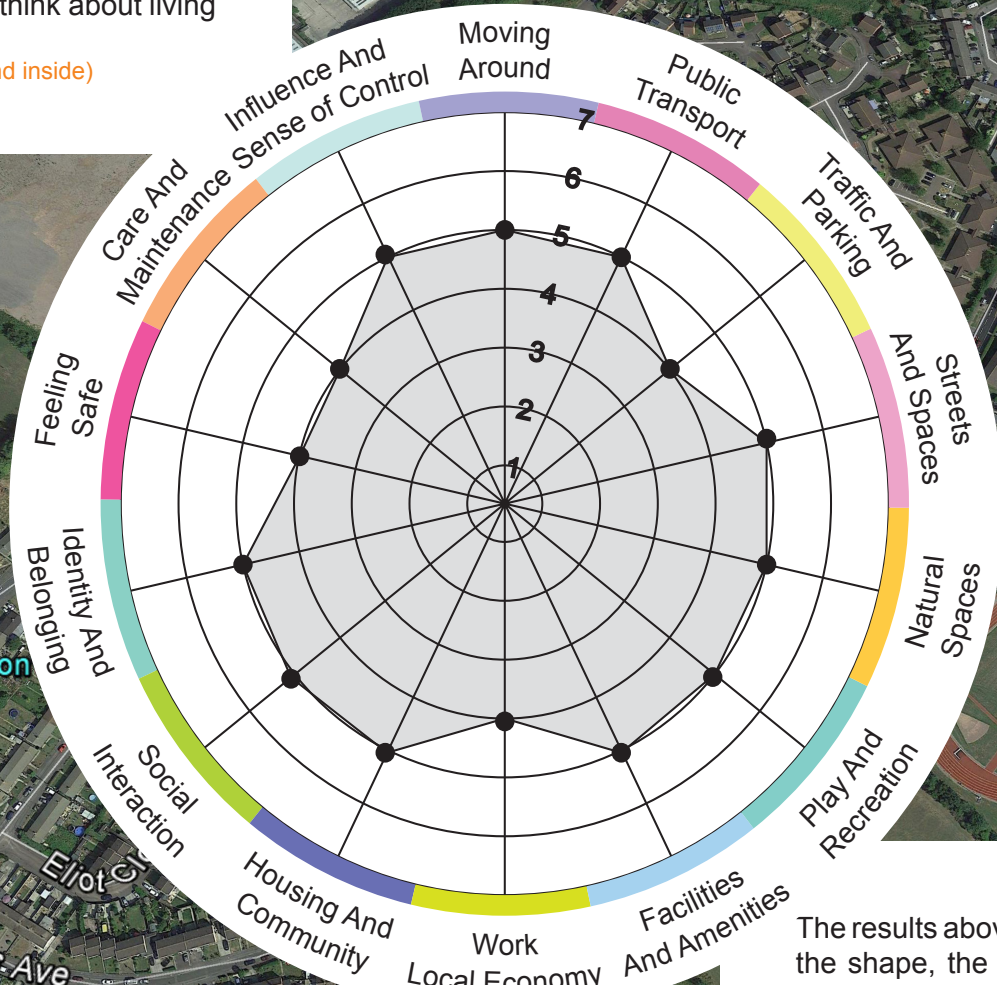 think about living
nd inside)
Moving
Around
Public
Transport
Traffic And
Parking
Streets
And Spaces
Natural
Spaces
Play And
Recreation
Facilities
And Amenities
Work
Local Economy
Housing And
Community
Social
Interaction
Identity And
Belonging
Feeling
Safe
Care And
Maintenance
Influence And
Sense of Control
7
6
5
4
3
2
1
on
Eliot Cl
Ave
The results abov
the shape, the